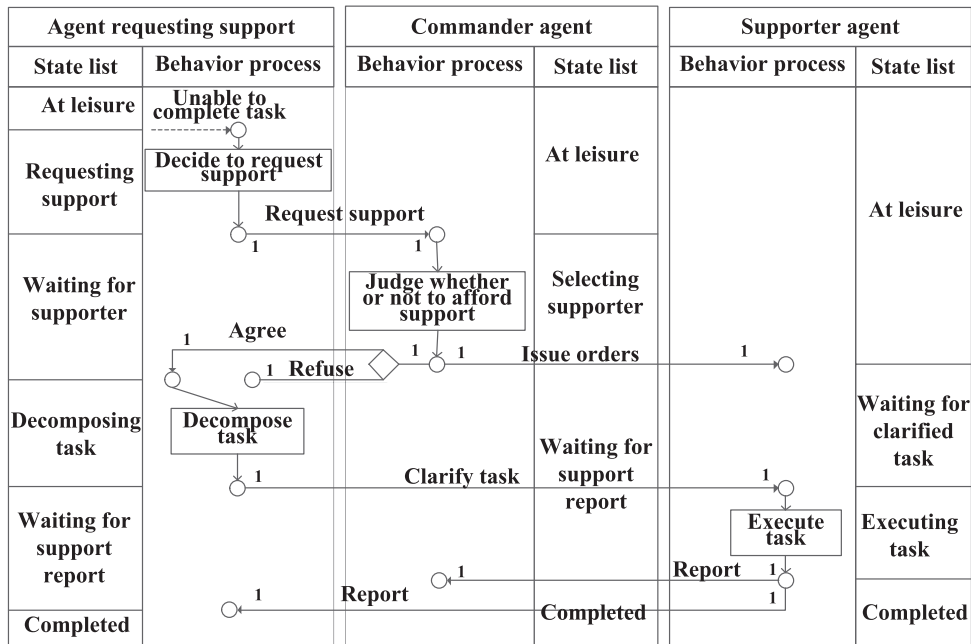 Agent requesting support
Commander agent
Supporter agent
State list
Behavior process
Behavior process
State list
Behavior process
State list
At leisure
Unable to
complete task
Decide to request
support
Requesting
support
At leisure
At leisure
Request support
1
1
Waiting for
supporter
Judge whether
or not to afford
support
Selecting
supporter
Agree
1
Refuse
1
1
1
Issue orders
1
Decomposing
task
Decompose
task
Waiting for
support
report
Waiting for
clarified
task
1
Clarify task
1
Waiting for
support
report
Execute
task
Executing
task
1
Report
1
1
Report
1
Completed
Completed
Completed